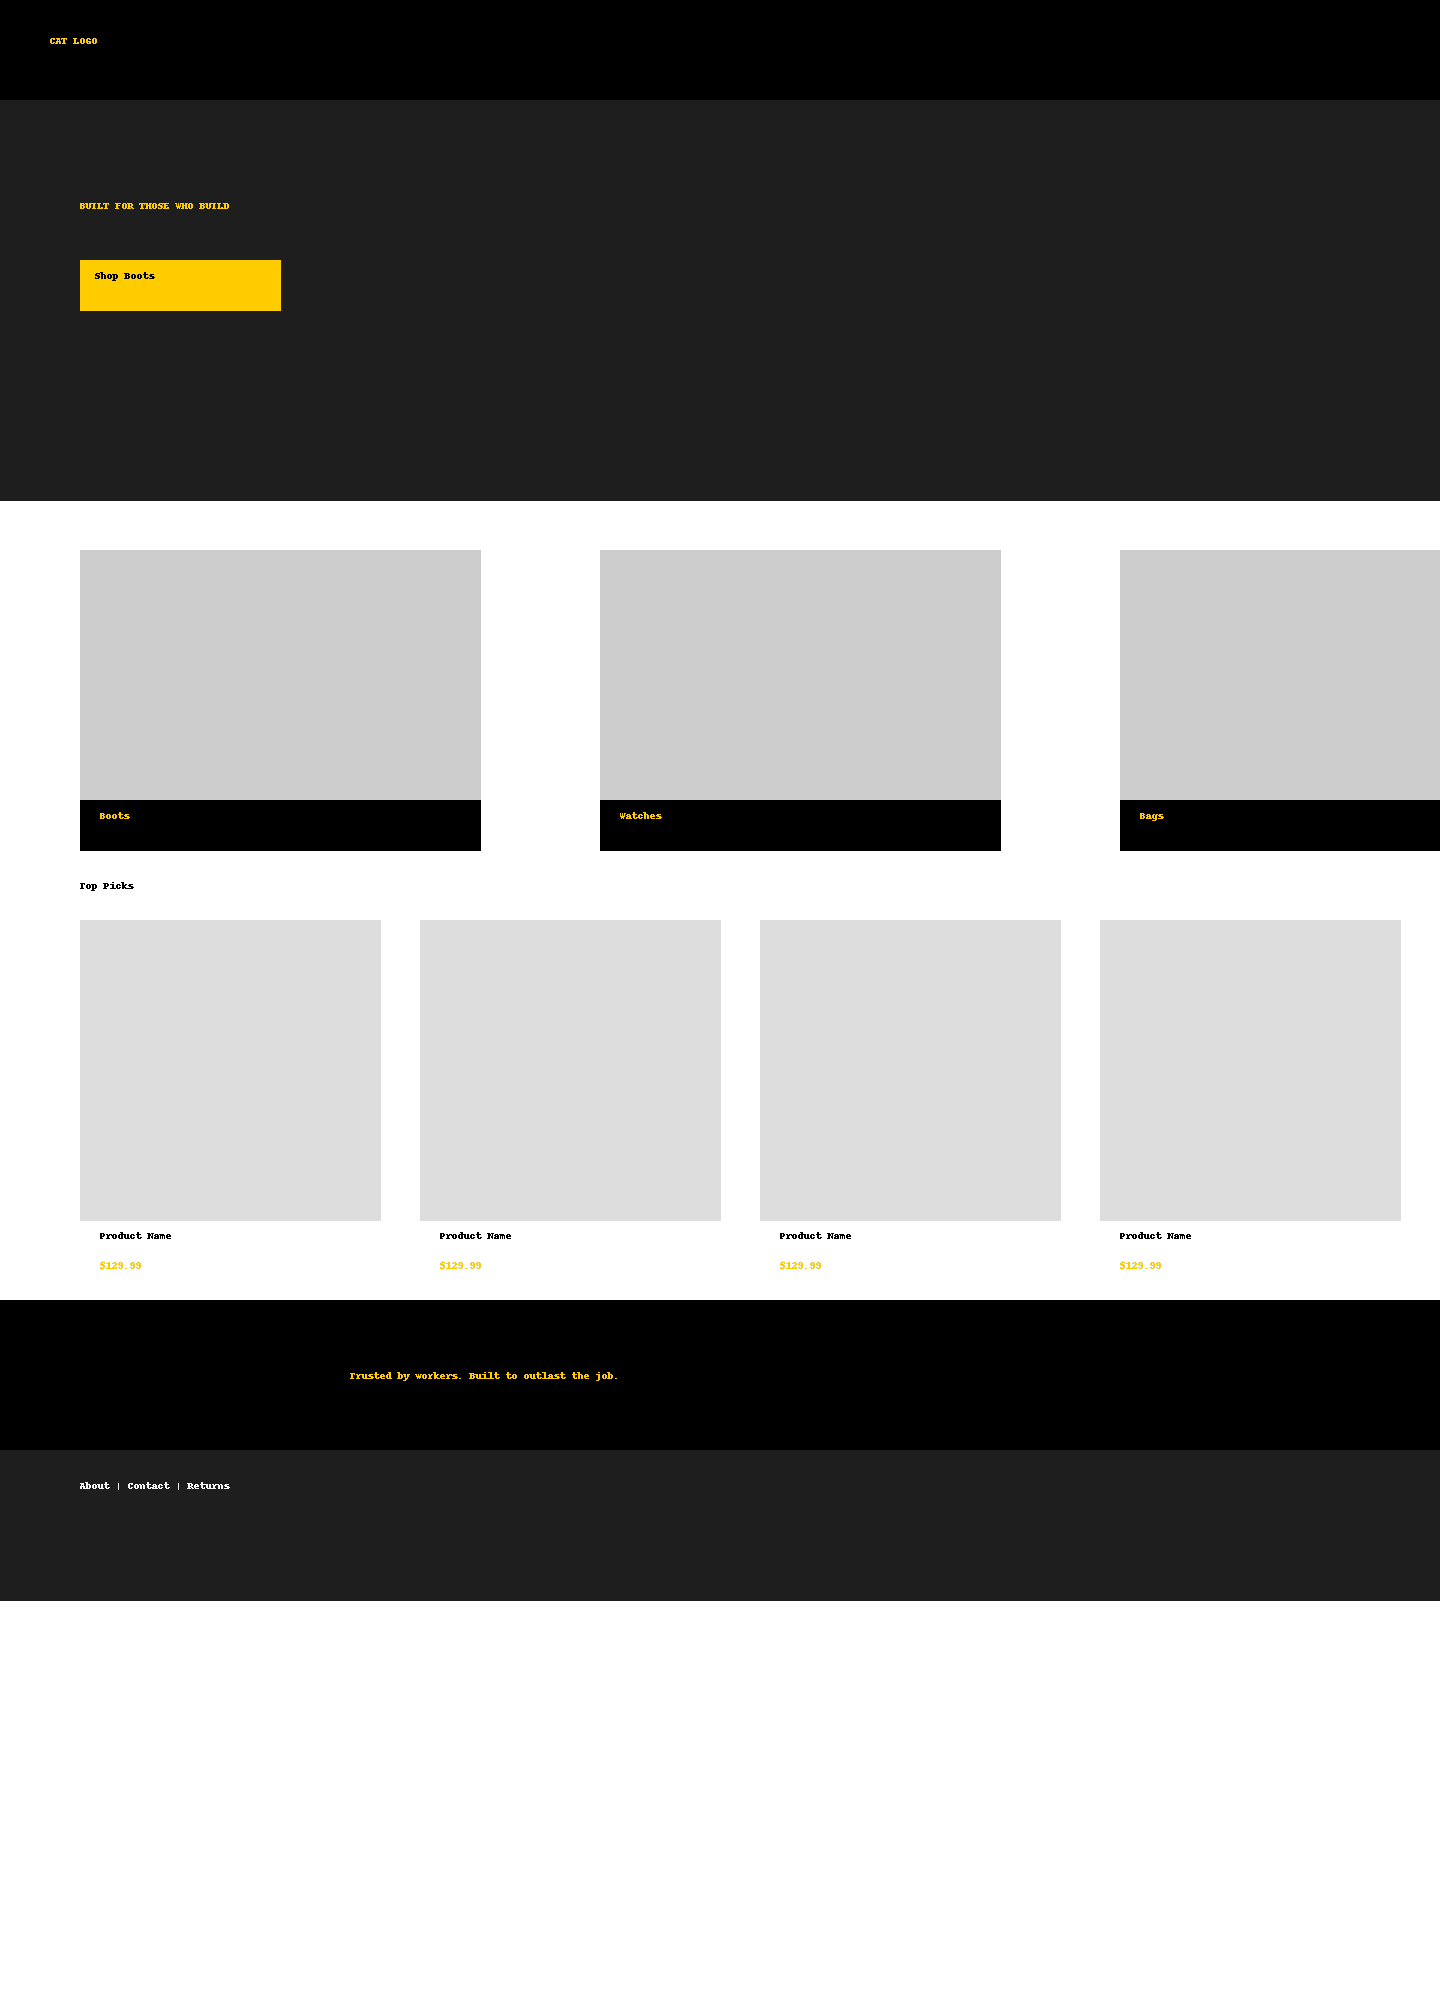 CAT LOGO
BUILT FOR THOSE WHO BUILD
Shop Boots
Boots
Watches
Bags
Top Picks
Product Name
Product Name
Product Name
Product Name
$129.99
$129.99
$129.99
$129.99
Trusted by workers. Built to outlast the job.
About | Contact | Returns